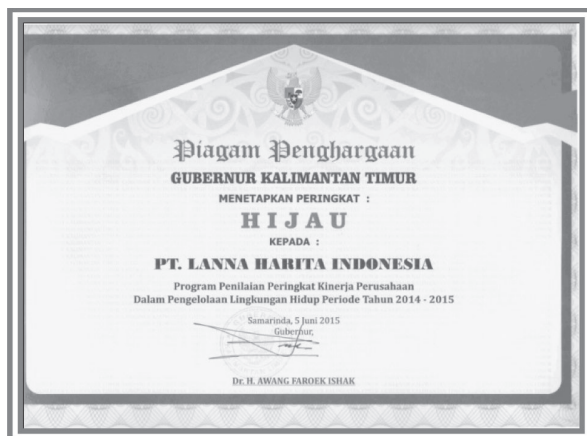 Piagam Penghargaan
GUBERNUR KALIMANTAN TIMUR
MENETAPKAN PERINGKAT :
HIJAU
KEPADA :
PT. LANNA HARITA INDONESIA
Program Penilaian Peringkat Kinerja Perusahaan
Dalam Pengelolaan Lingkungan Hidup Periode Tahun 2014 - 2015
Samarinda, 5 Juni 2015
Gubernur,
Dr. H. AWANG FAROEK ISHAK